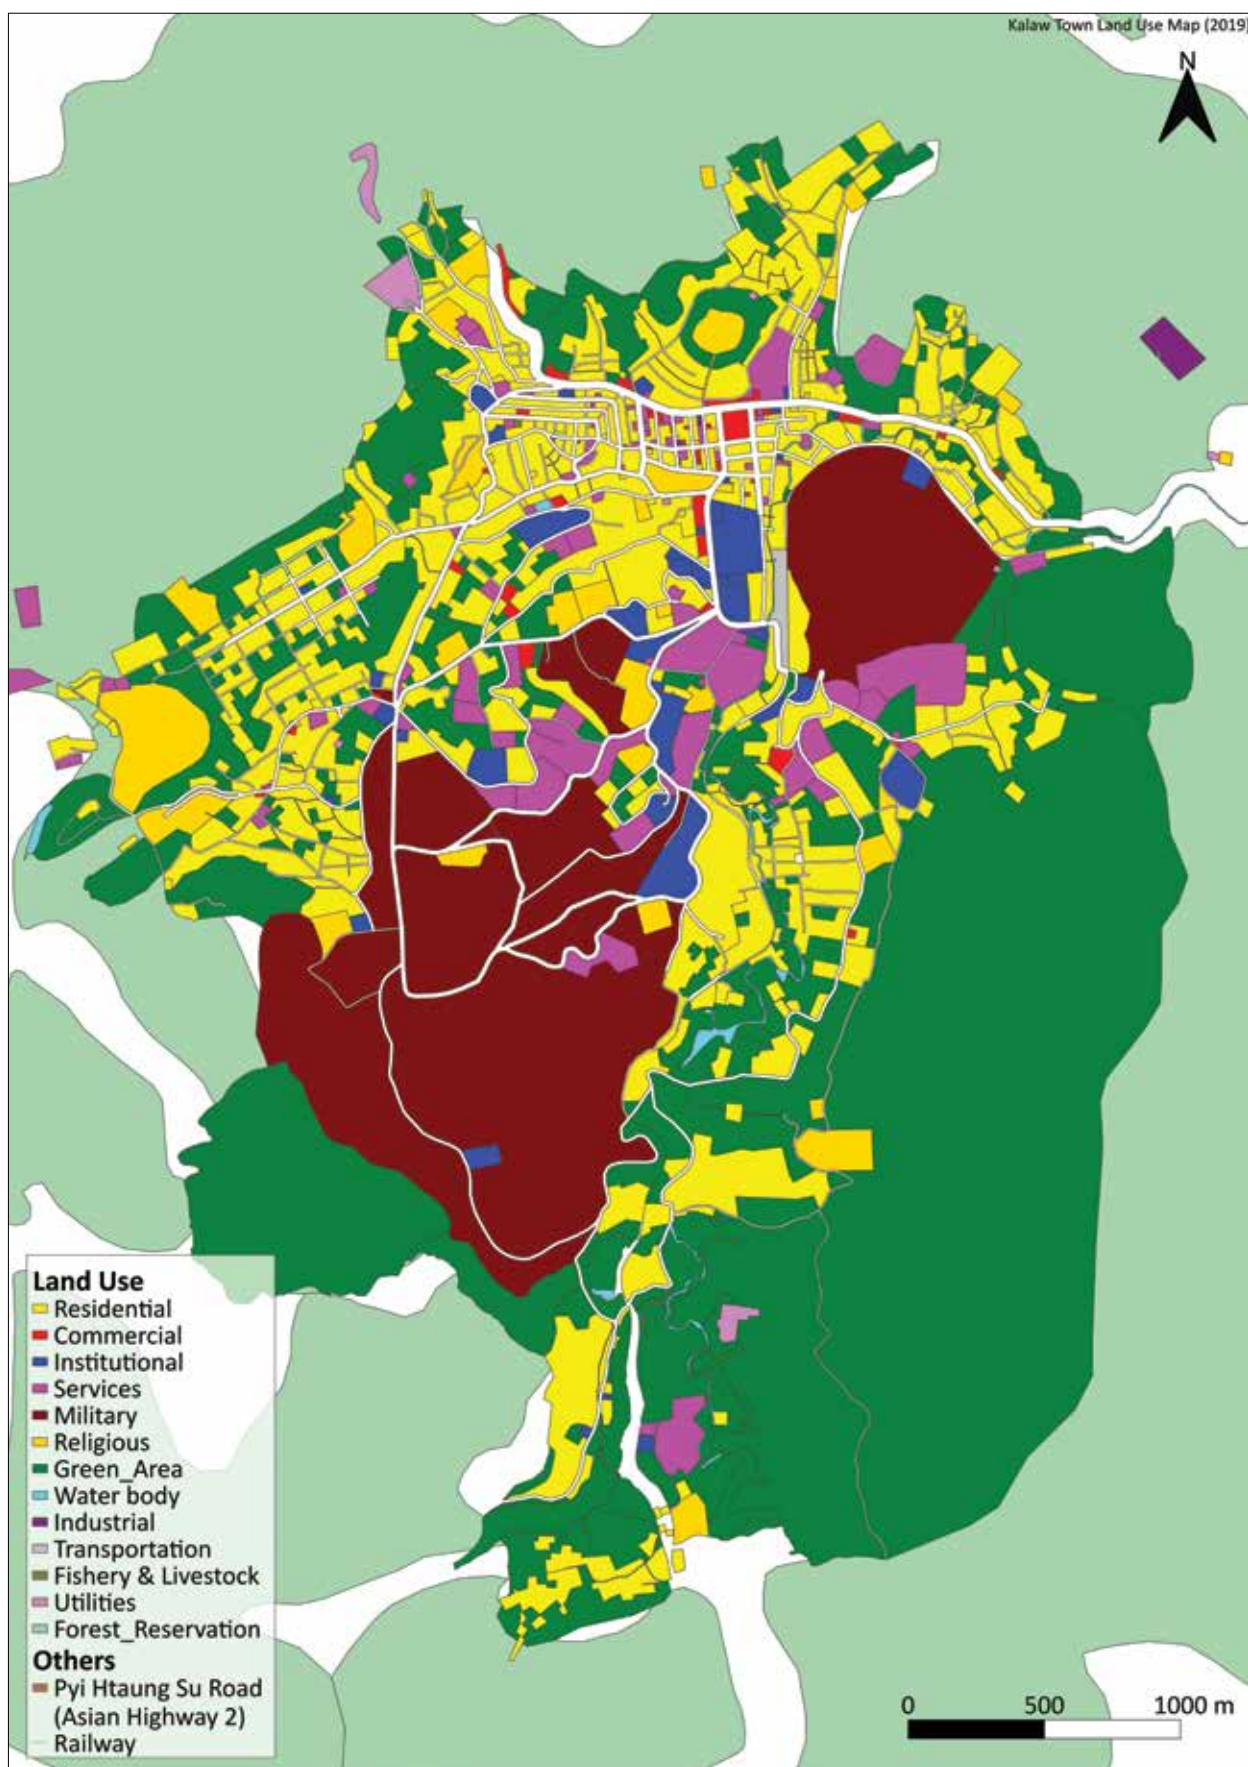 Kalaw Town Land Use Map (2019)
N
Land Use
Residential
Commercial
Institutional
Services
Military
Religious
Green_Area
Water body
Industrial
Transportation
Fishery & Livestock
Utilities
Forest_Reservation
Others
Pyi Htaung Su Road
(Asian Highway 2)
Railway
0 500 1000 m